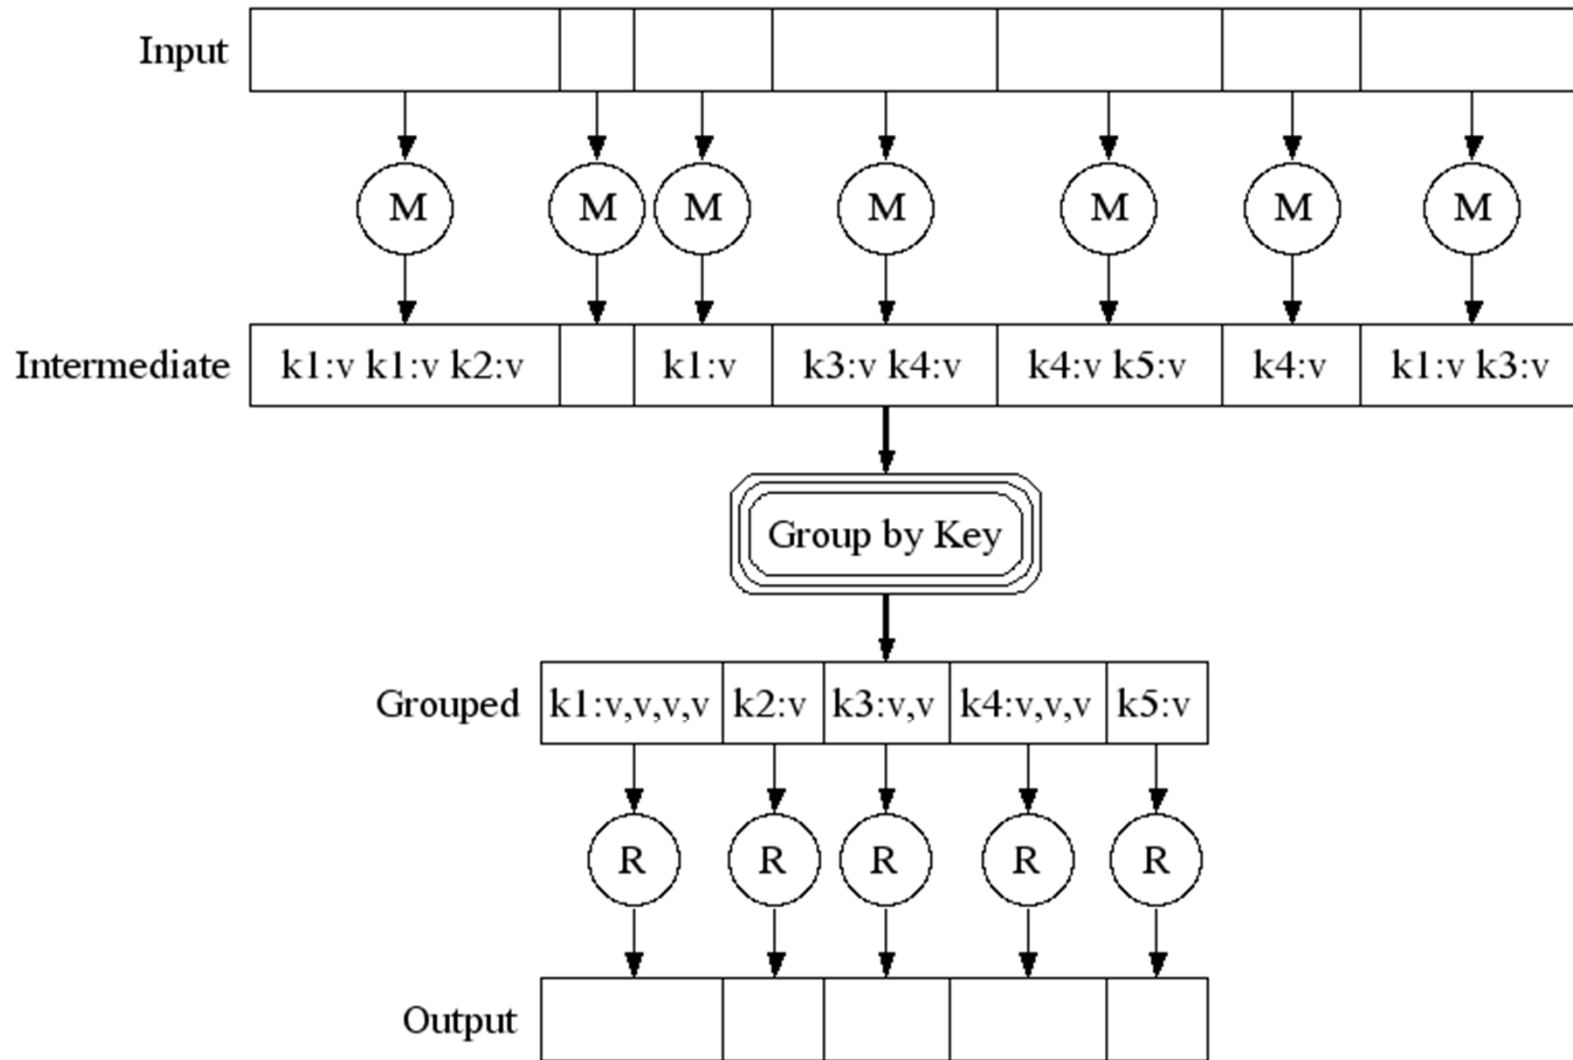 Input
M M M M M M M
Intermediate k1:v k1:v k2:v k1:v k3:v k4:v k4:v k5:v k4:v k1:v k3:v
Group by Key
Grouped k1:v,v,v,v k2:v k3:v,v k4:v,v,v k5:v
R R R R R
Output